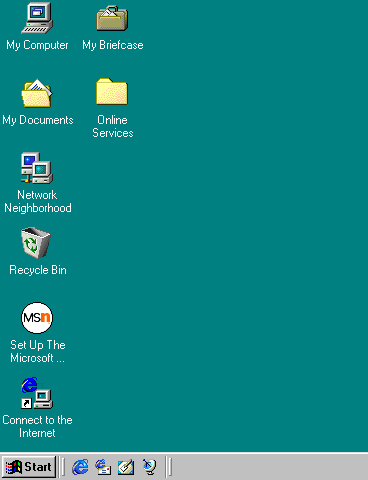 My Computer
My Briefcase
My Documents
Online
Services
Network
Neighborhood
Recycle Bin
MSn
Set Up The
Microsoft ...
Connect to the
Internet
Start